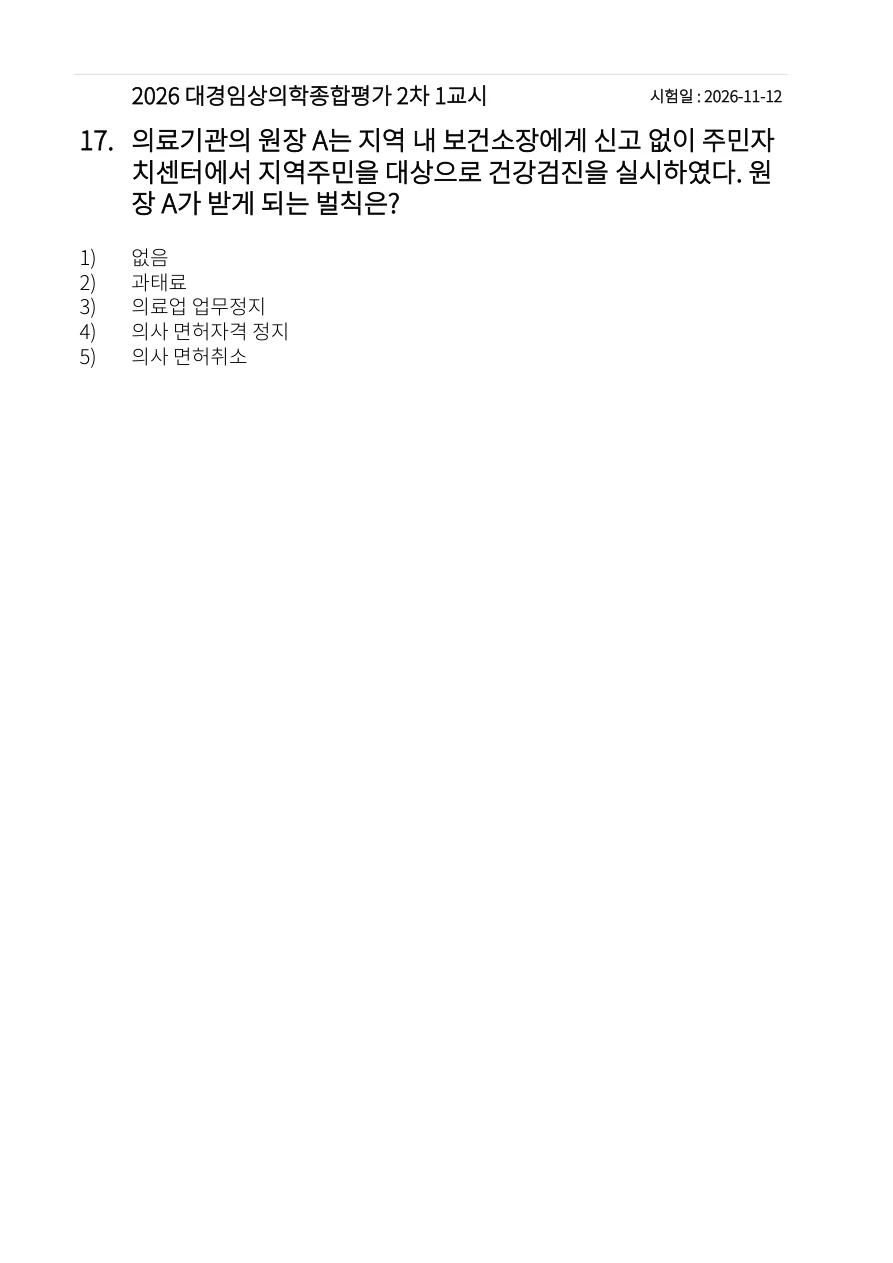 2026 대경임상의학종합평가 2차 1교시 시험일 : 2026-11-12
17. 의료기관의 원장 A는 지역 내 보건소장에게 신고 없이 주민자
치센터에서 지역주민을 대상으로 건강검진을 실시하였다. 원
장 A가 받게 되는 벌칙은?
1) 없음
2) 과태료
3) 의료업 업무정지
4) 의사 면허자격 정지
5) 의사 면허취소